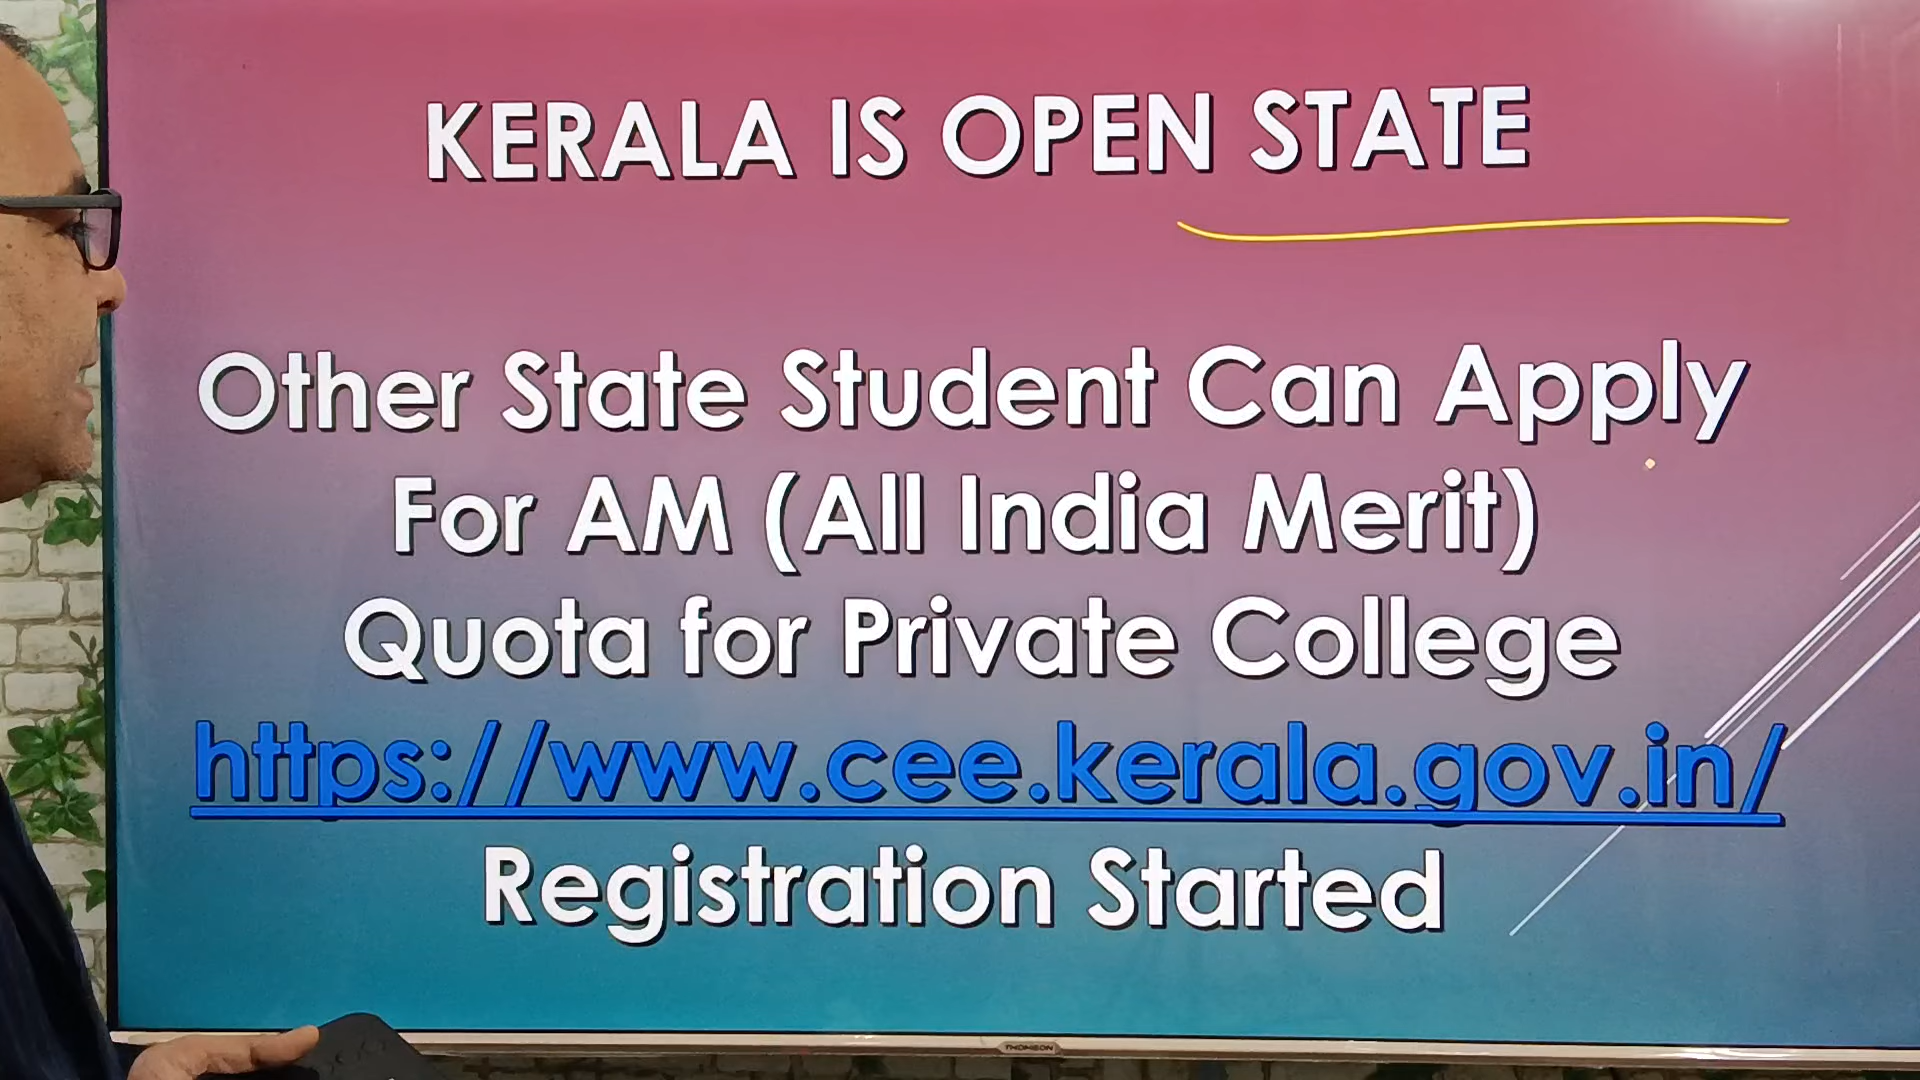 KERALA IS OPEN STATE
Other State Student Can Apply
For AM (All India Merit)
Quota for Private College
https://www.cee.kerala.gov.in/
Registration Started
THOMSON